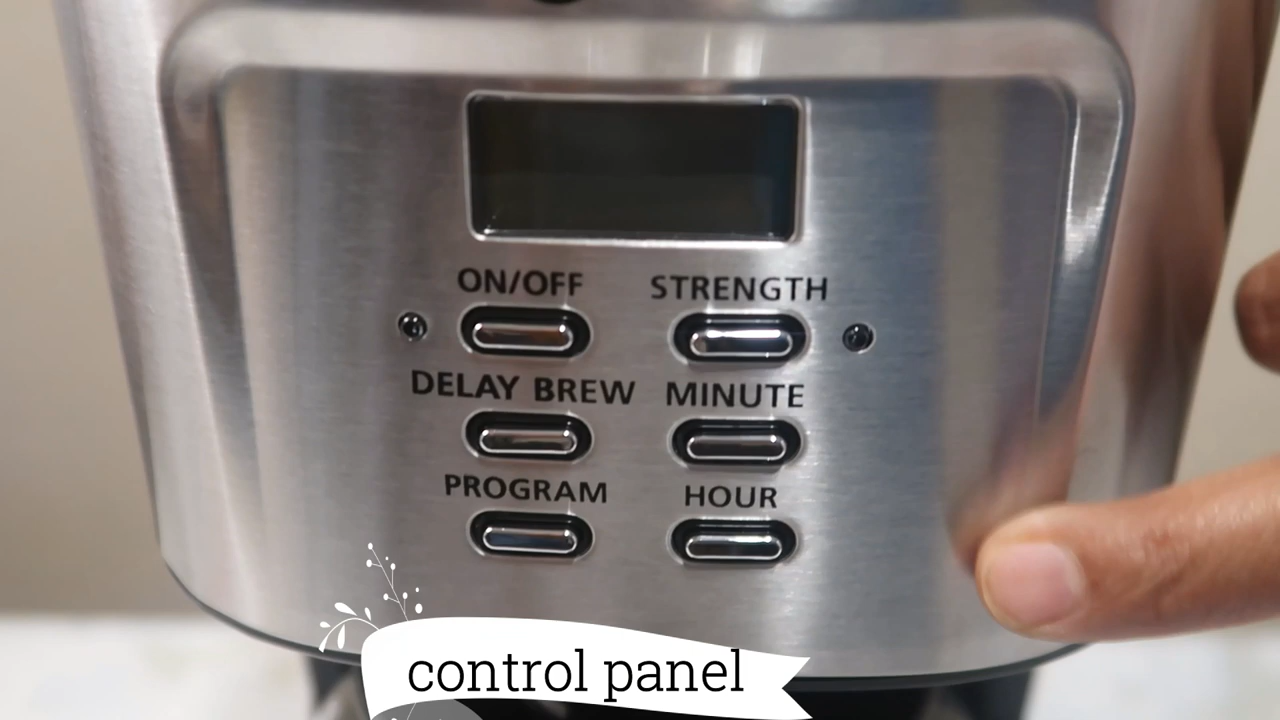 ON/OFF STRENGTH
DELAY BREW MINUTE
PROGRAM HOUR
control panel